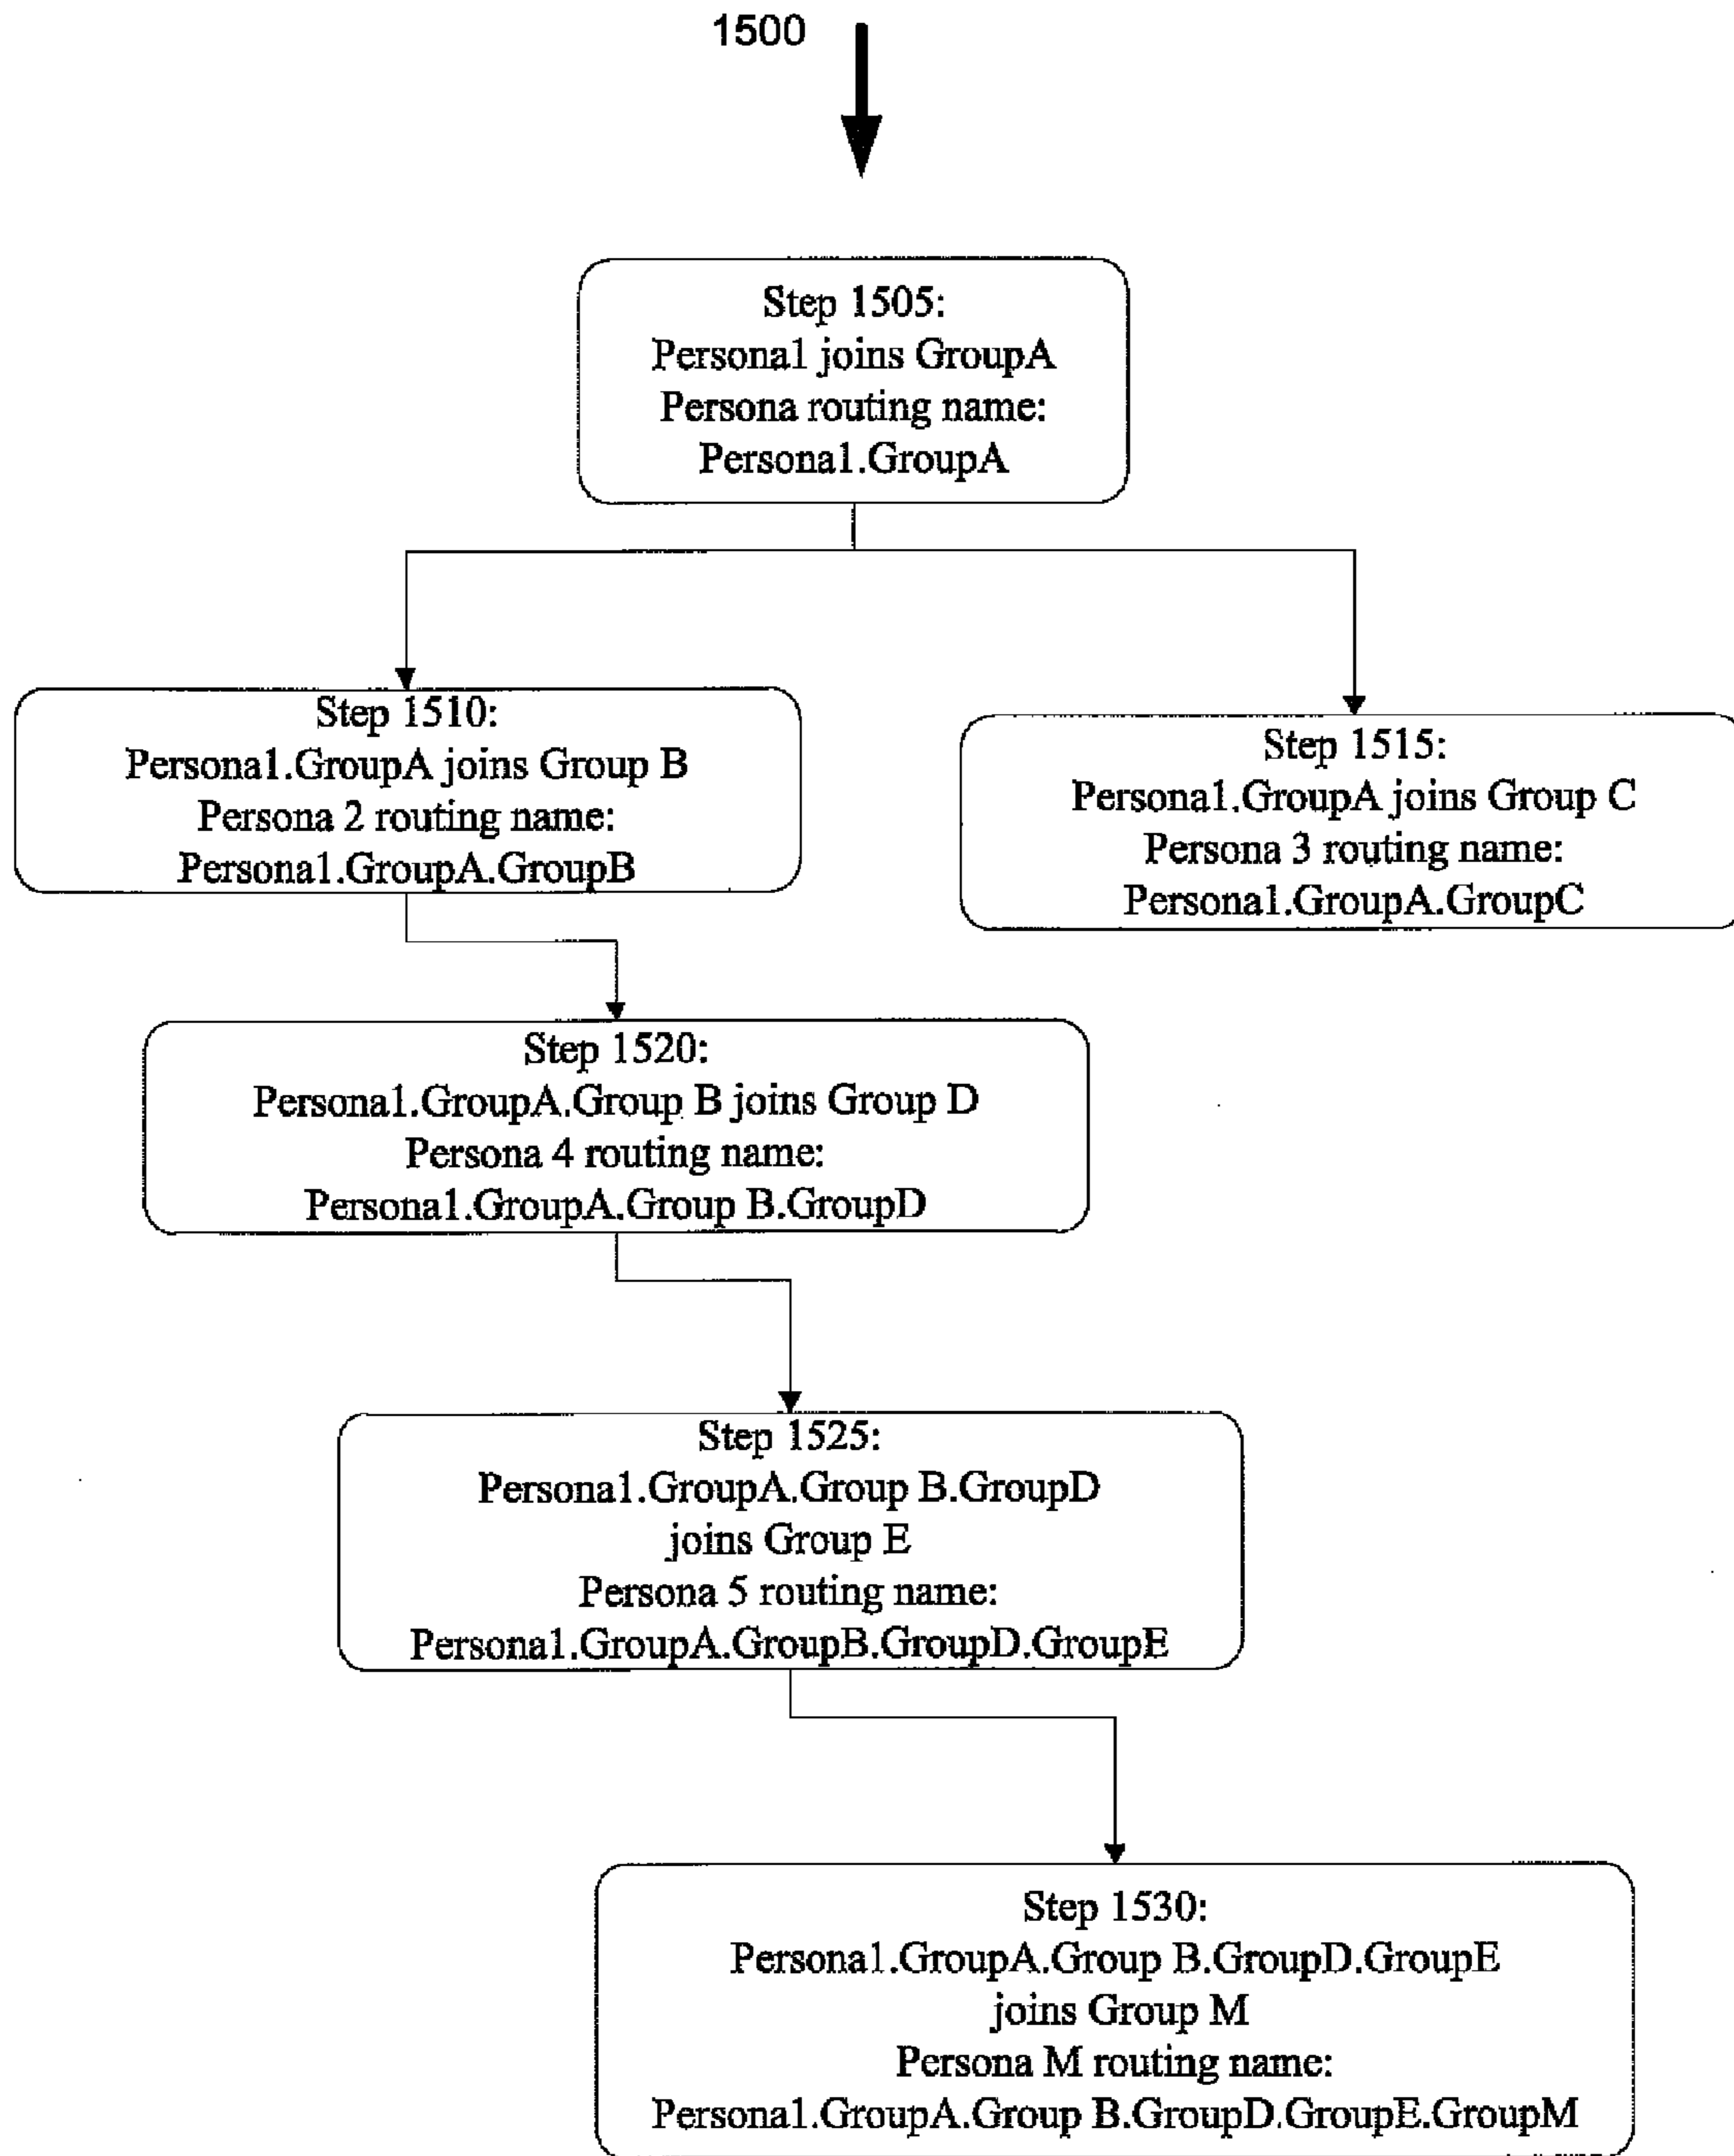 1500
Step 1505:
Persona1 joins GroupA
Persona routing name:
Persona1.GroupA
Step 1510:
Persona1.GroupA joins Group B
Persona 2 routing name:
Persona1.GroupA.GroupB
Step 1515:
Persona1.GroupA joins Group C
Persona 3 routing name:
Persona1.GroupA.GroupC
Step 1520:
Persona1.GroupA.Group B joins Group D
Persona 4 routing name:
Persona1.GroupA.Group B.GroupD
Step 1525:
Persona1.GroupA.Group B.GroupD
joins Group E
Persona 5 routing name:
Persona1.GroupA.GroupB.GroupD.GroupE
Step 1530:
Persona1.GroupA.Group B.GroupD.GroupE
joins Group M
Persona M routing name:
Persona1.GroupA.Group B.GroupD.GroupE.GroupM